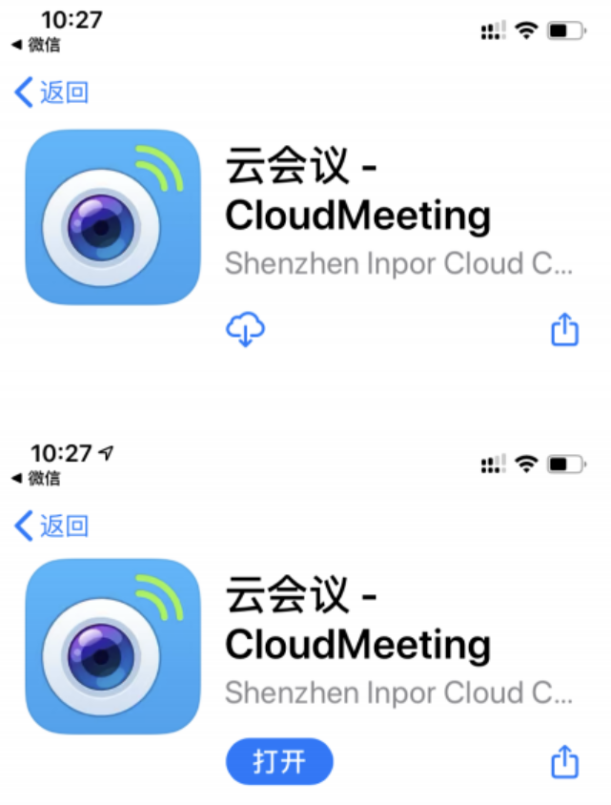 10:27
◀ 微信
返回
云会议 -
CloudMeeting
Shenzhen Inpor Cloud C...
10:27
◀ 微信
返回
云会议 -
CloudMeeting
Shenzhen Inpor Cloud C...
打开